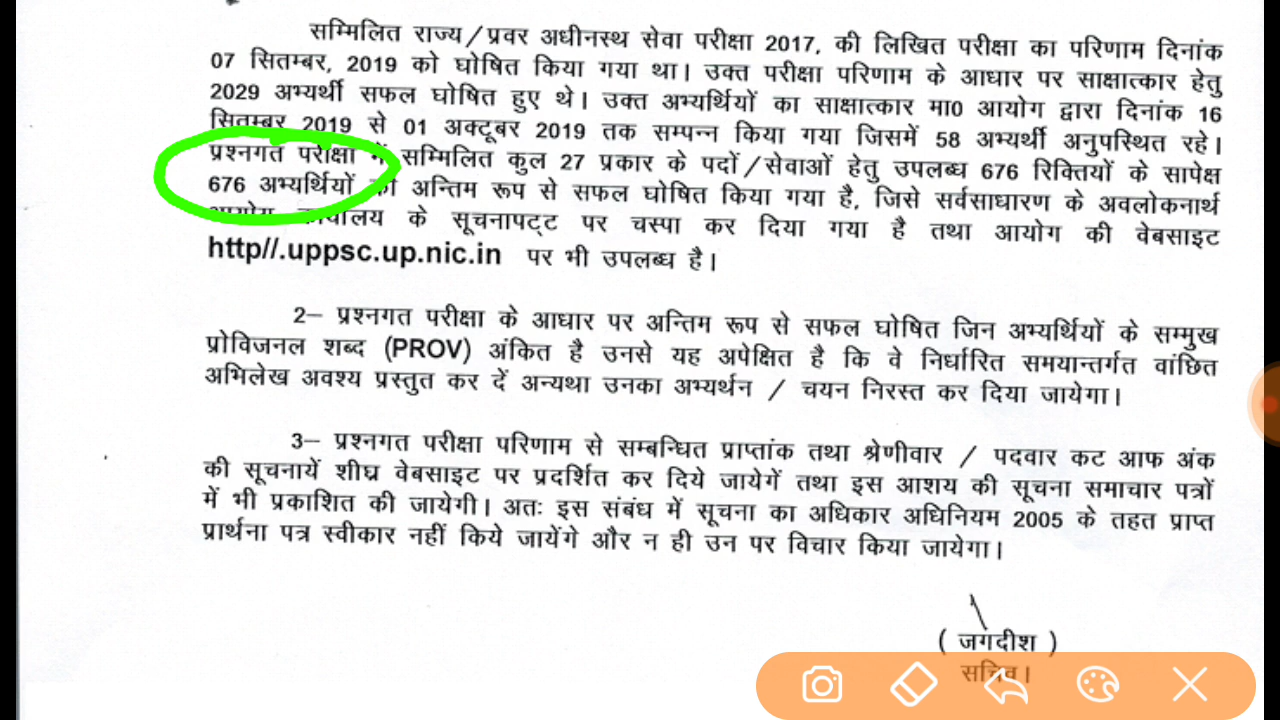 सम्मिलित राज्य/प्रवर अधीनस्थ सेवा परीक्षा 2017, की लिखित परीक्षा का परिणाम दिनांक
07 सितम्बर, 2019 को घोषित किया गया था। उक्त परीक्षा परिणाम के आधार पर साक्षात्कार हेतु
2029 अभ्यर्थी सफल घोषित हुए थे। उक्त अभ्यर्थियों का साक्षात्कार मा0 आयोग द्वारा दिनांक 16
सितम्बर 2019 से 01 अक्टूबर 2019 तक सम्पन्न किया गया जिसमें 58 अभ्यर्थी अनुपस्थित रहे।
प्रश्नगत परीक्षा में सम्मिलित कुल 27 प्रकार के पदों/सेवाओं हेतु उपलब्ध 676 रिक्तियों के सापेक्ष
676 अभ्यर्थियों को अन्तिम रूप से सफल घोषित किया गया है, जिसे सर्वसाधारण के अवलोकनार्थ
आयोग कार्यालय के सूचनापट्ट पर चस्पा कर दिया गया है तथा आयोग की वेबसाइट
http//.uppsc.up.nic.in पर भी उपलब्ध है।
2– प्रश्नगत परीक्षा के आधार पर अन्तिम रूप से सफल घोषित जिन अभ्यर्थियों के सम्मुख
प्रोविजनल शब्द (PROV) अंकित है उनसे यह अपेक्षित है कि वे निर्धारित समयान्तर्गत वांछित
अभिलेख अवश्य प्रस्तुत कर दें अन्यथा उनका अभ्यर्थन / चयन निरस्त कर दिया जायेगा।
3– प्रश्नगत परीक्षा परिणाम से सम्बन्धित प्राप्तांक तथा श्रेणीवार / पदवार कट आफ अंक
की सूचनायें शीघ्र वेबसाइट पर प्रदर्शित कर दिये जायेगें तथा इस आशय की सूचना समाचार पत्रों
में भी प्रकाशित की जायेगी। अतः इस संबंध में सूचना का अधिकार अधिनियम 2005 के तहत प्राप्त
प्रार्थना पत्र स्वीकार नहीं किये जायेंगे और न ही उन पर विचार किया जायेगा।
( जगदीश )
सचिव।